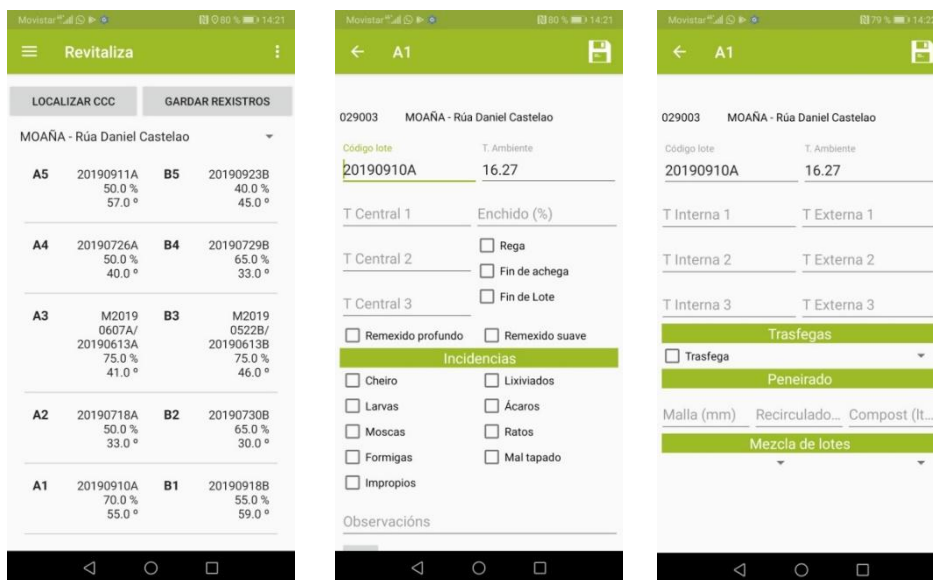 Movistar 80 % 14:21
Revitaliza
LOCALIZAR CCC GARDAR REXISTROS
MOAÑA - Rúa Daniel Castelao
A5 20190911A B5 20190923B
50.0 % 40.0 %
57.0 º 45.0 º
A4 20190726A B4 20190729B
50.0 % 65.0 %
40.0 º 33.0 º
A3 M2019 B3 M2019
0607A/ 0522B/
20190613A 20190613B
75.0 % 75.0 %
41.0 º 46.0 º
A2 20190718A B2 20190730B
50.0 % 65.0 %
33.0 º 30.0 º
A1 20190910A B1 20190918B
70.0 % 55.0 %
55.0 º 59.0 º
Movistar 80 % 14:21
A1
029003 MOAÑA - Rúa Daniel Castelao
Código lote T. Ambiente
20190910A 16.27
T Central 1 Enchido (%)
Rega
T Central 2
Fin de achega
Fin de Lote
T Central 3
Remexido profundo Remexido suave
Incidencias
Cheiro Lixiviados
Larvas Ácaros
Moscas Ratos
Formigas Mal tapado
Impropios
Observacións
Movistar 79 % 14:22
A1
029003 MOAÑA - Rúa Daniel Castelao
Código lote T. Ambiente
20190910A 16.27
T Interna 1 T Externa 1
T Interna 2 T Externa 2
T Interna 3 T Externa 3
Trasfegas
Trasfega
Peneirado
Malla (mm) Recirculado... Compost (lt...
Mezcla de lotes